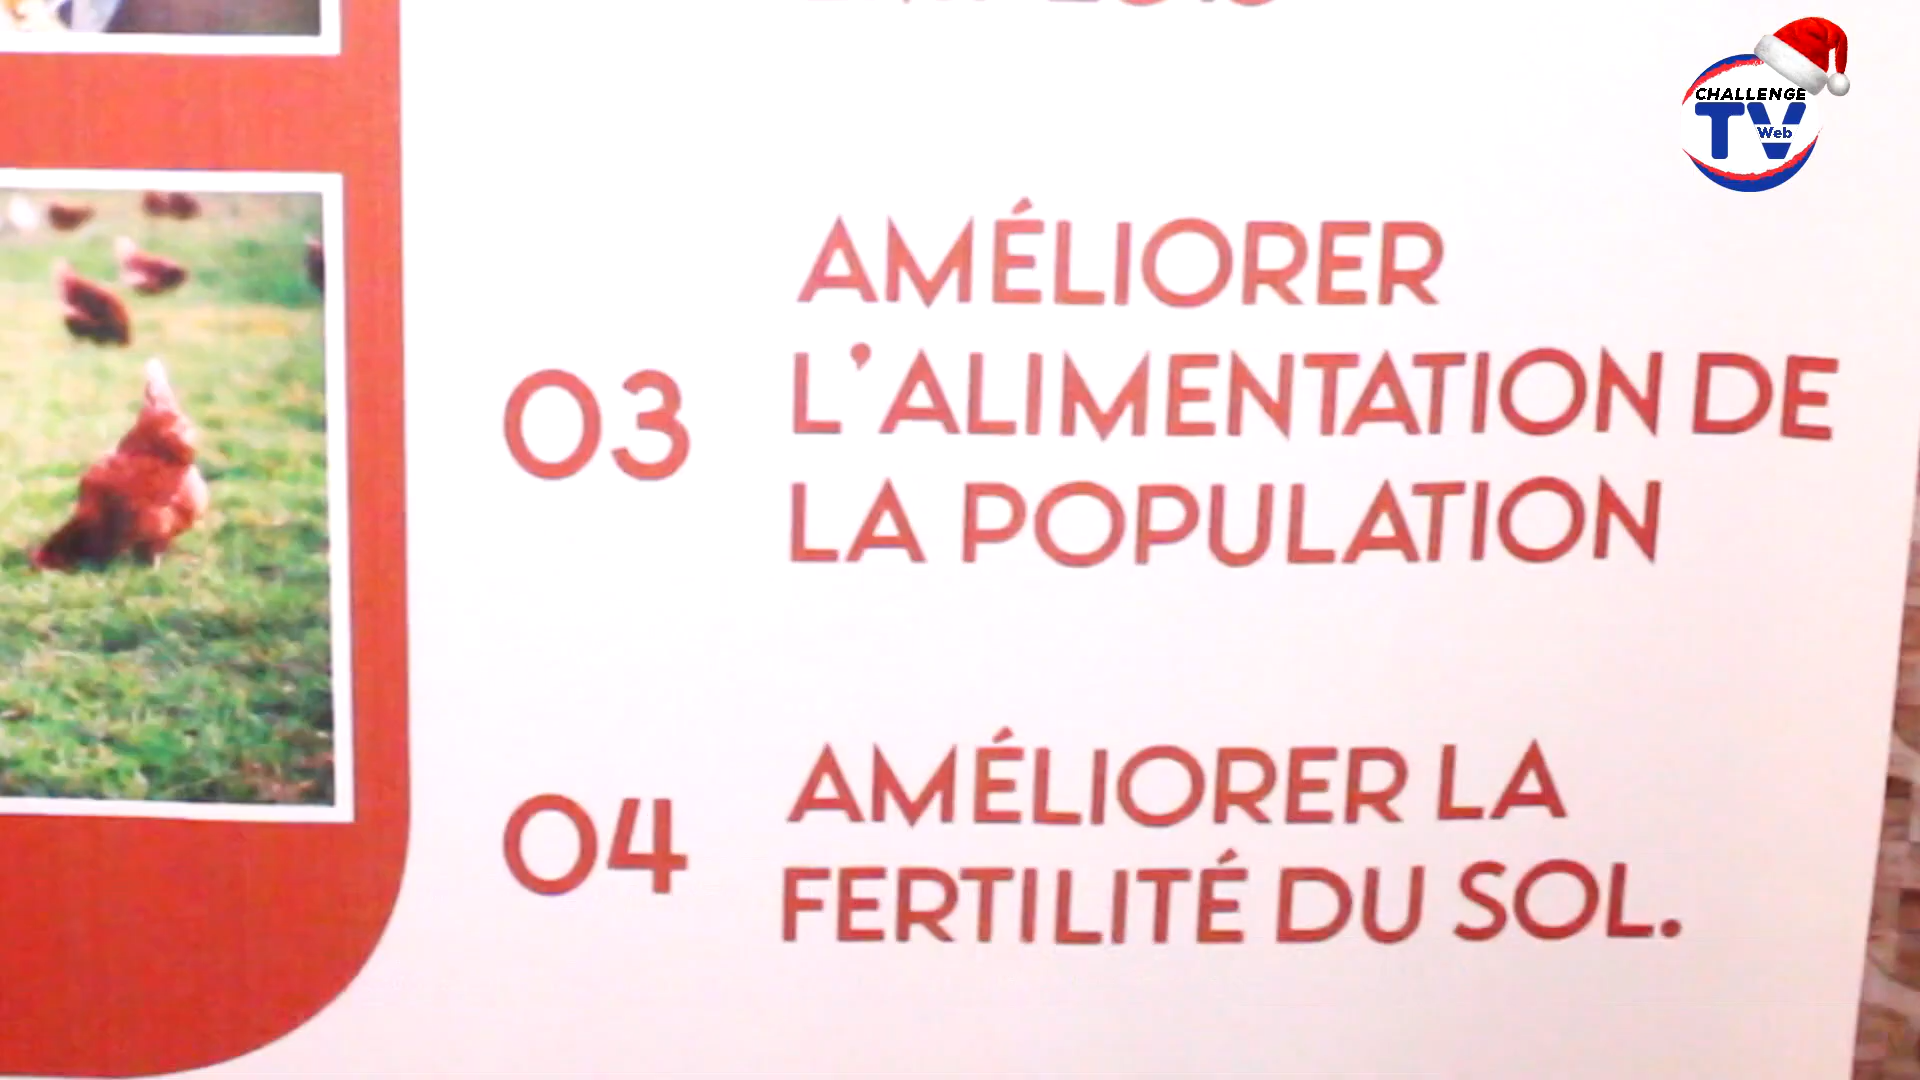 CHALLENGE
TV
Web
AMÉLIORER
03 L'ALIMENTATION DE
LA POPULATION
04 AMÉLIORER LA
FERTILITÉ DU SOL.